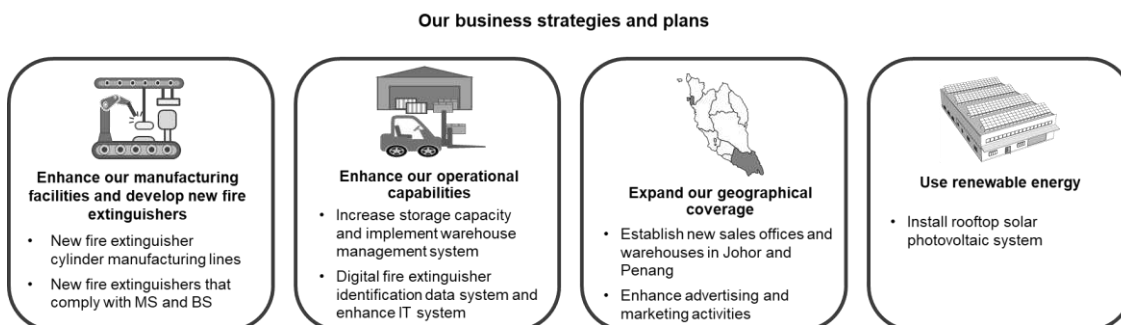 Our business strategies and plans
Enhance our manufacturing
facilities and develop new fire
extinguishers
• New fire extinguisher
cylinder manufacturing lines
• New fire extinguishers that
comply with MS and BS
Enhance our operational
capabilities
• Increase storage capacity
and implement warehouse
management system
• Digital fire extinguisher
identification data system and
enhance IT system
Expand our geographical
coverage
• Establish new sales offices and
warehouses in Johor and
Penang
• Enhance advertising and
marketing activities
Use renewable energy
• Install rooftop solar
photovoltaic system